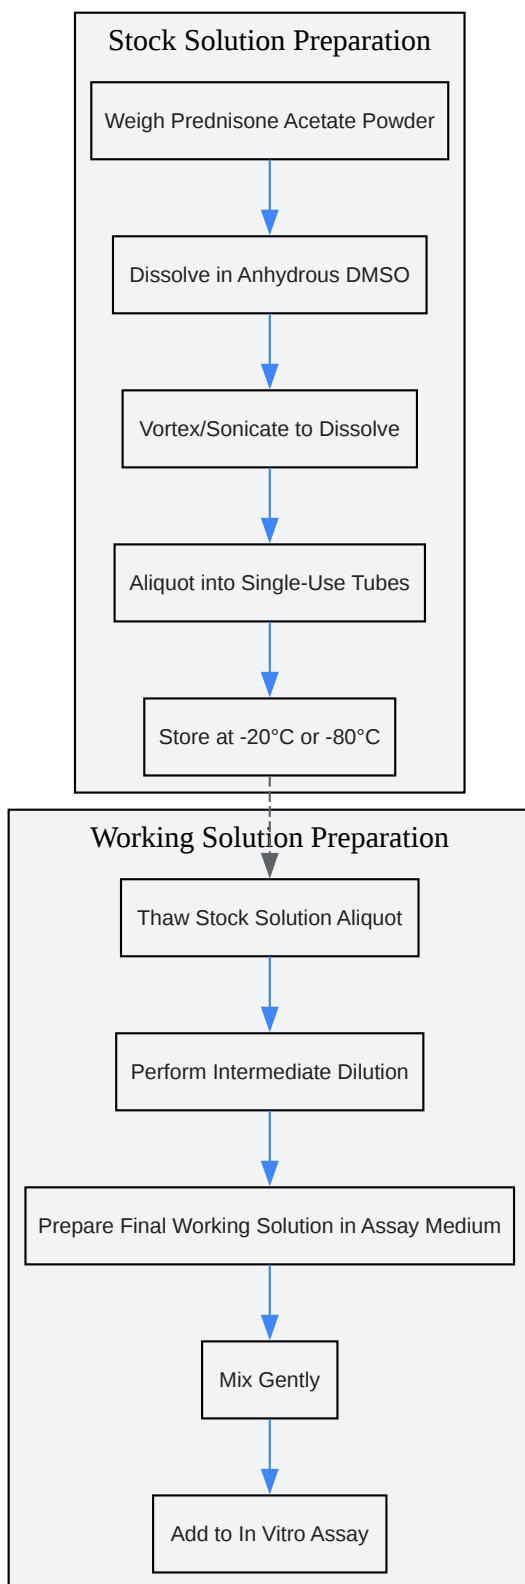 Stock Solution Preparation
Weigh Prednisone Acetate Powder
Dissolve in Anhydrous DMSO
Vortex/Sonicate to Dissolve
Aliquot into Single-Use Tubes
Store at -20°C or -80°C
Working Solution Preparation
Thaw Stock Solution Aliquot
Perform Intermediate Dilution
Prepare Final Working Solution in Assay Medium
Mix Gently
Add to In Vitro Assay